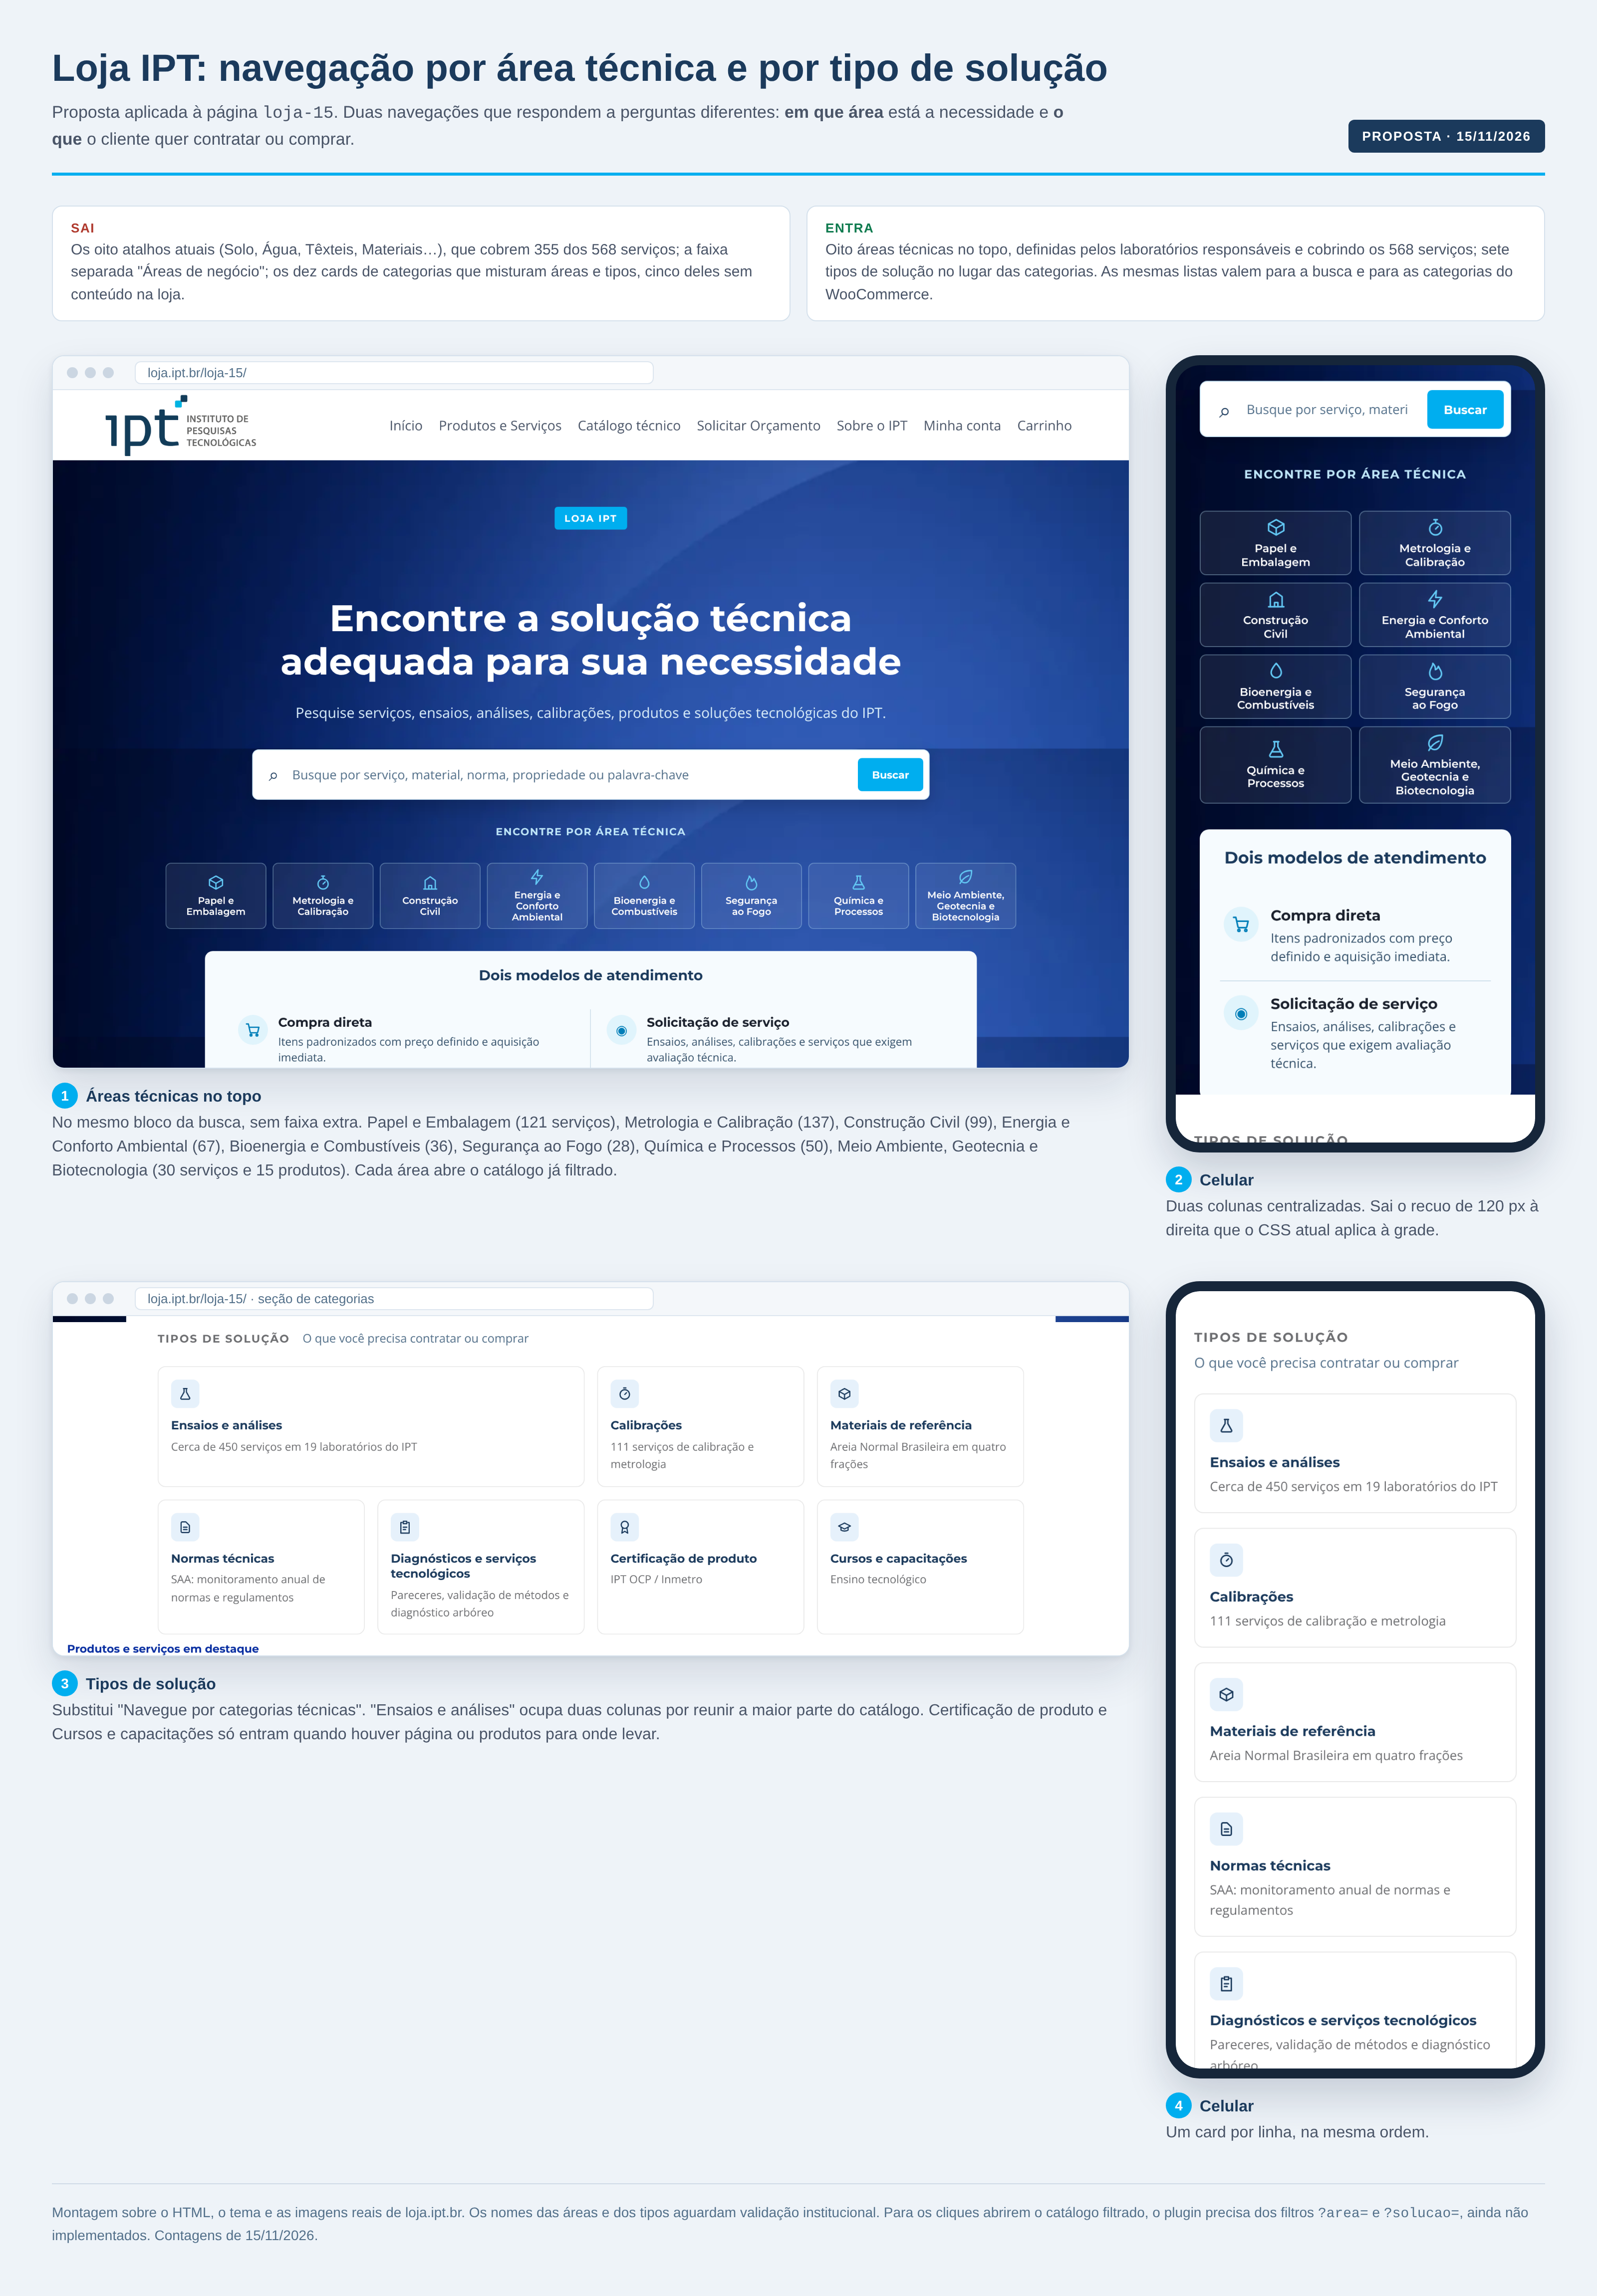 Loja IPT: navegação por área técnica e por tipo de solução
Proposta aplicada à página loja-15. Duas navegações que respondem a perguntas diferentes: em que área está a necessidade e o
que o cliente quer contratar ou comprar.
PROPOSTA · 15/11/2026
SAI
Os oito atalhos atuais (Solo, Água, Têxteis, Materiais…), que cobrem 355 dos 568 serviços; a faixa
separada "Áreas de negócio"; os dez cards de categorias que misturam áreas e tipos, cinco deles sem
conteúdo na loja.
ENTRA
Oito áreas técnicas no topo, definidas pelos laboratórios responsáveis e cobrindo os 568 serviços; sete
tipos de solução no lugar das categorias. As mesmas listas valem para a busca e para as categorias do
WooCommerce.
loja.ipt.br/loja-15/
ipt
INSTITUTO DE
PESQUISAS
TECNOLÓGICAS
Início Produtos e Serviços Catálogo técnico Solicitar Orçamento Sobre o IPT Minha conta Carrinho
LOJA IPT
Encontre a solução técnica
adequada para sua necessidade
Pesquise serviços, ensaios, análises, calibrações, produtos e soluções tecnológicas do IPT.
Busque por serviço, material, norma, propriedade ou palavra-chave
Buscar
ENCONTRE POR ÁREA TÉCNICA
Papel e
Embalagem
Metrologia e
Calibração
Construção
Civil
Energia e
Conforto
Ambiental
Bioenergia e
Combustíveis
Segurança
ao Fogo
Química e
Processos
Meio Ambiente,
Geotecnia e
Biotecnologia
Dois modelos de atendimento
Compra direta
Itens padronizados com preço definido e aquisição
imediata.
Solicitação de serviço
Ensaios, análises, calibrações e serviços que exigem
avaliação técnica.
1 Áreas técnicas no topo
No mesmo bloco da busca, sem faixa extra. Papel e Embalagem (121 serviços), Metrologia e Calibração (137), Construção Civil (99), Energia e
Conforto Ambiental (67), Bioenergia e Combustíveis (36), Segurança ao Fogo (28), Química e Processos (50), Meio Ambiente, Geotecnia e
Biotecnologia (30 serviços e 15 produtos). Cada área abre o catálogo já filtrado.
Busque por serviço, materi
Buscar
ENCONTRE POR ÁREA TÉCNICA
Papel e
Embalagem
Metrologia e
Calibração
Construção
Civil
Energia e Conforto
Ambiental
Bioenergia e
Combustíveis
Segurança
ao Fogo
Química e
Processos
Meio Ambiente,
Geotecnia e
Biotecnologia
Dois modelos de atendimento
Compra direta
Itens padronizados com preço
definido e aquisição imediata.
Solicitação de serviço
Ensaios, análises, calibrações e
serviços que exigem avaliação
técnica.
TIPOS DE SOLUÇÃO
2 Celular
Duas colunas centralizadas. Sai o recuo de 120 px à
direita que o CSS atual aplica à grade.
loja.ipt.br/loja-15/ · seção de categorias
TIPOS DE SOLUÇÃO O que você precisa contratar ou comprar
Ensaios e análises
Cerca de 450 serviços em 19 laboratórios do IPT
Calibrações
111 serviços de calibração e
metrologia
Materiais de referência
Areia Normal Brasileira em quatro
frações
Normas técnicas
SAA: monitoramento anual de
normas e regulamentos
Diagnósticos e serviços
tecnológicos
Pareceres, validação de métodos e
diagnóstico arbóreo
Certificação de produto
IPT OCP / Inmetro
Cursos e capacitações
Ensino tecnológico
Produtos e serviços em destaque
3 Tipos de solução
Substitui "Navegue por categorias técnicas". "Ensaios e análises" ocupa duas colunas por reunir a maior parte do catálogo. Certificação de produto e
Cursos e capacitações só entram quando houver página ou produtos para onde levar.
TIPOS DE SOLUÇÃO
O que você precisa contratar ou comprar
Ensaios e análises
Cerca de 450 serviços em 19 laboratórios do IPT
Calibrações
111 serviços de calibração e metrologia
Materiais de referência
Areia Normal Brasileira em quatro frações
Normas técnicas
SAA: monitoramento anual de normas e
regulamentos
Diagnósticos e serviços tecnológicos
Pareceres, validação de métodos e diagnóstico
arbóreo
4 Celular
Um card por linha, na mesma ordem.
Montagem sobre o HTML, o tema e as imagens reais de loja.ipt.br. Os nomes das áreas e dos tipos aguardam validação institucional. Para os cliques abrirem o catálogo filtrado, o plugin precisa dos filtros ?area= e ?solucao=, ainda não
implementados. Contagens de 15/11/2026.